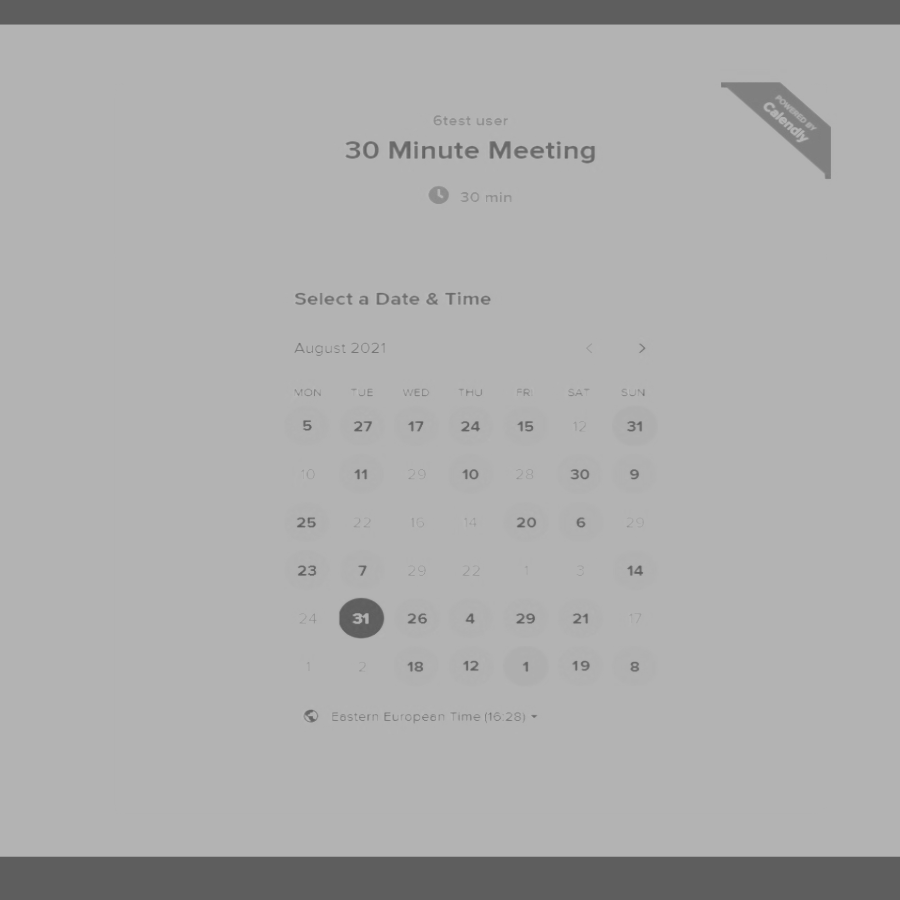 POWERED BY
Calendly
6test user
30 Minute Meeting
30 min
Select a Date & Time
August 2021
MON TUE WED THU FRI SAT SUN
5 27 17 24 15 12 31
10 11 29 10 28 30 9
25 22 16 14 20 6 29
23 7 29 22 1 3 14
24 31 26 4 29 21 17
1 2 18 12 1 19 8
Eastern European Time (16:28)